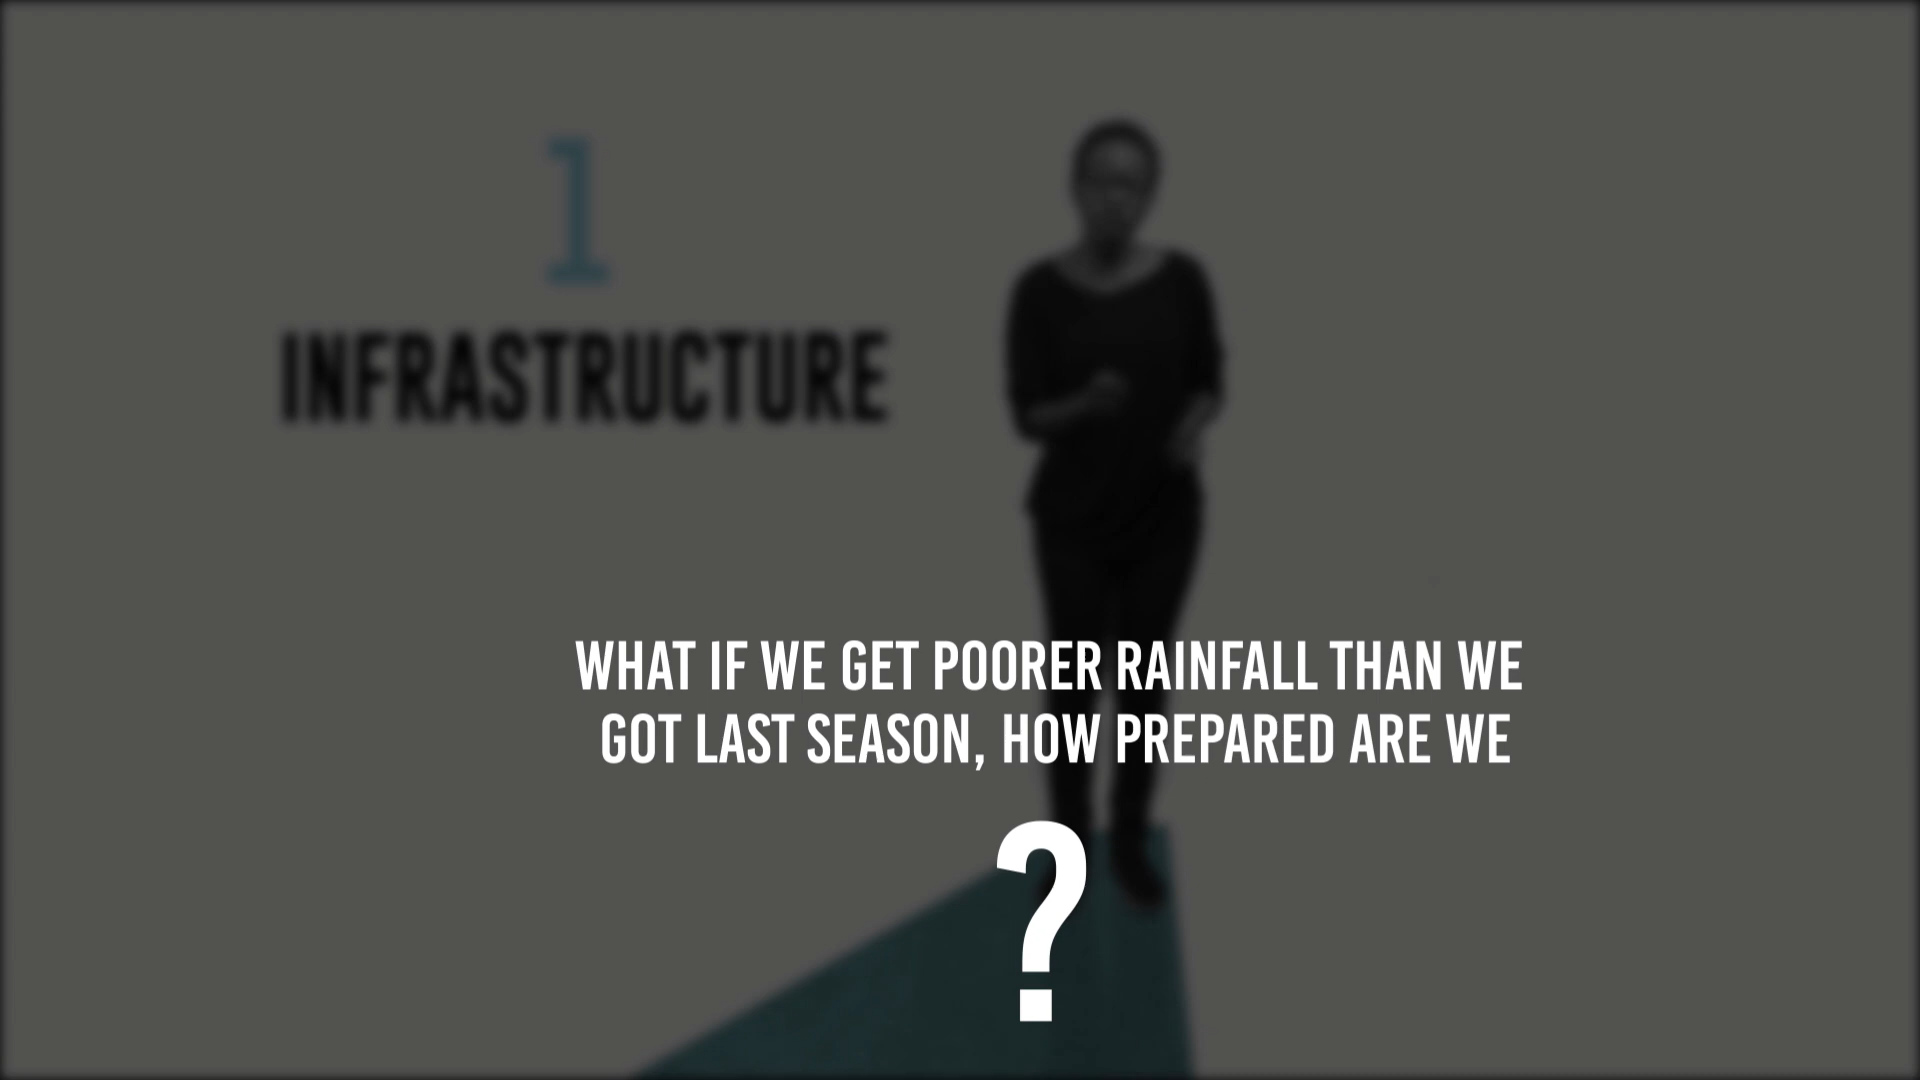 1
INFRASTRUCTURE
WHAT IF WE GET POORER RAINFALL THAN WE
GOT LAST SEASON, HOW PREPARED ARE WE
?